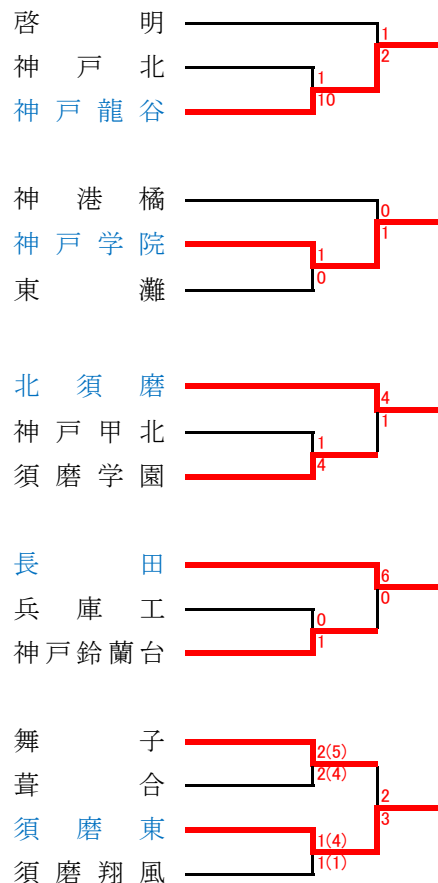 啓明
1
2
神戸北
1
神戸龍谷
10
神港橘
0
1
神戸学院
1
0
東灘
北須磨
4
1
神戸甲北
1
須磨学園
4
長田
6
0
兵庫工
0
神戸鈴蘭台
1
舞子
2(5)
葺合
2(4)
2
3
須磨東
1(4)
須磨翔風
1(1)